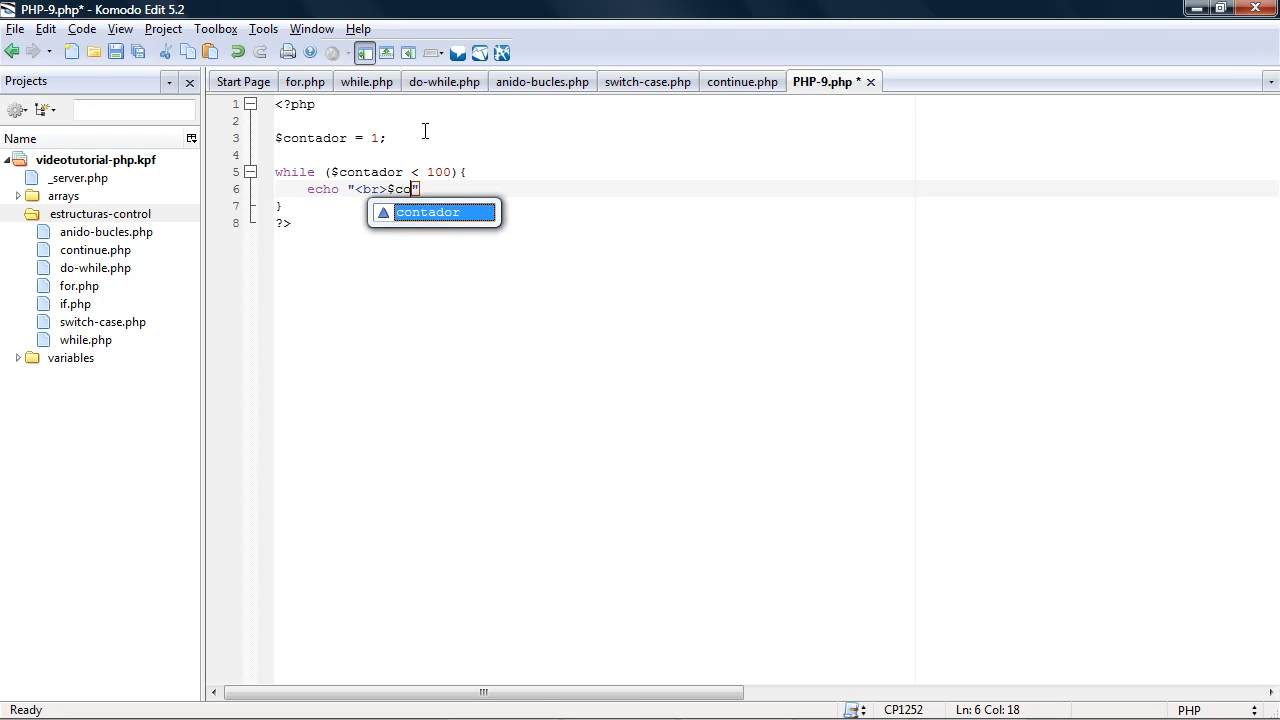 PHP-9.php* - Komodo Edit 5.2
File Edit Code View Project Toolbox Tools Window Help
Projects
Start Page for.php while.php do-while.php anido-bucles.php switch-case.php continue.php PHP-9.php *
Name
videotutorial-php.kpf
_server.php
arrays
estructuras-control
anido-bucles.php
continue.php
do-while.php
for.php
if.php
switch-case.php
while.php
variables
1 <?php
2
3 $contador = 1;
4
5 while ($contador < 100){
6 echo "<br>$co"
contador
7 }
8 ?>
Ready CP1252 Ln: 6 Col: 18 PHP